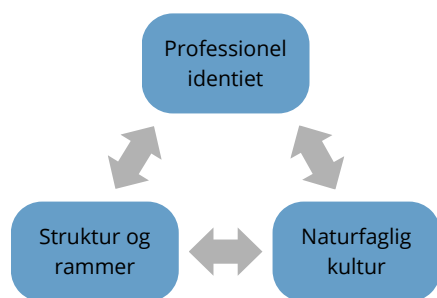 Professionel
identiet
Struktur og
rammer
Naturfaglig
kultur